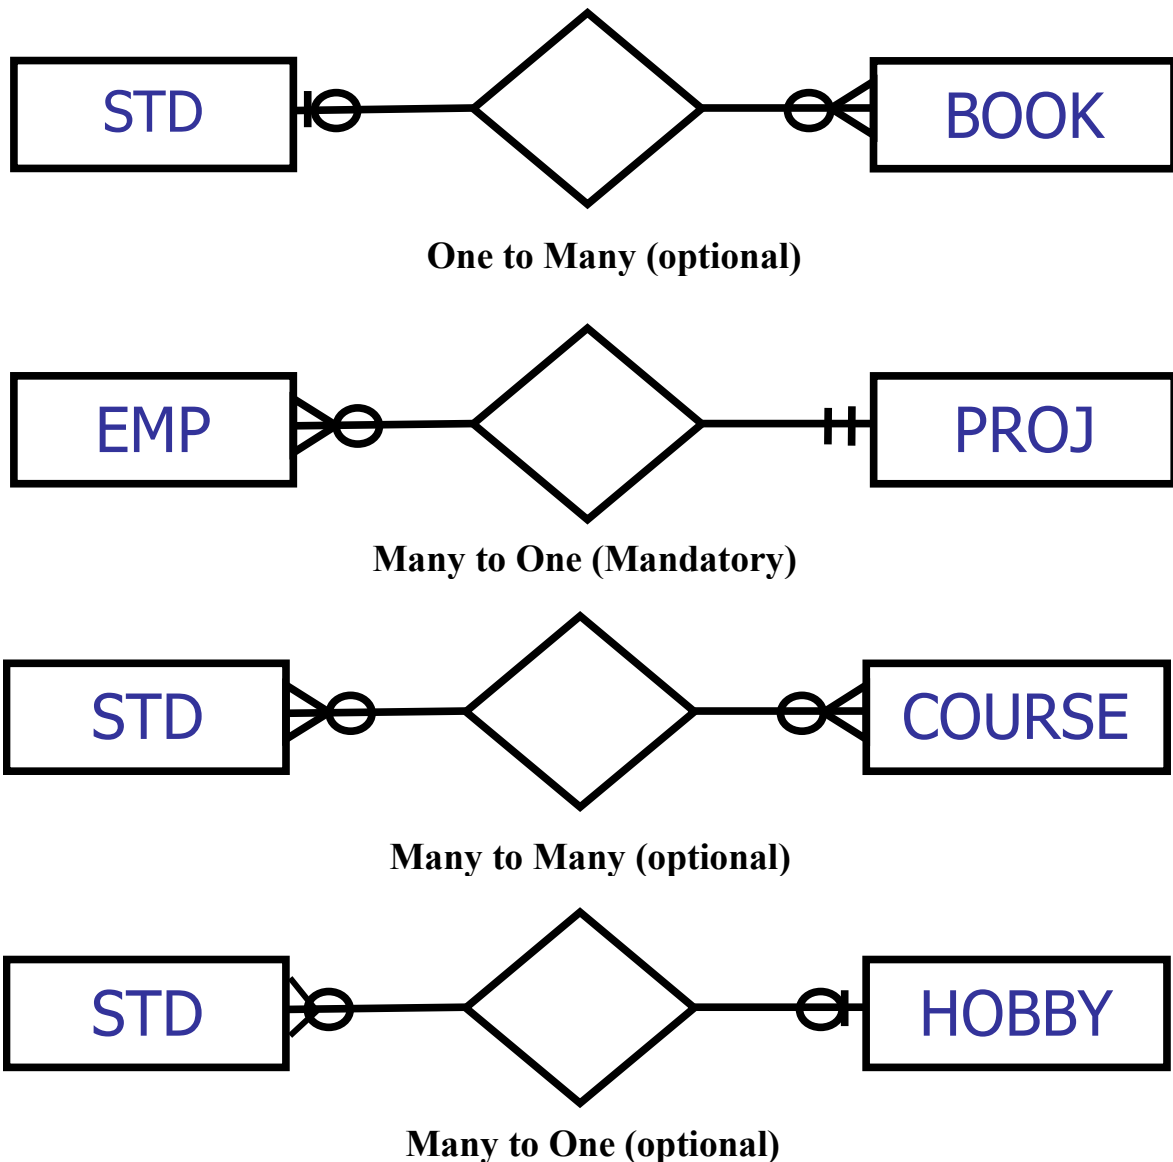 STD BOOK
One to Many (optional)
EMP PROJ
Many to One (Mandatory)
STD COURSE
Many to Many (optional)
STD HOBBY
Many to One (optional)